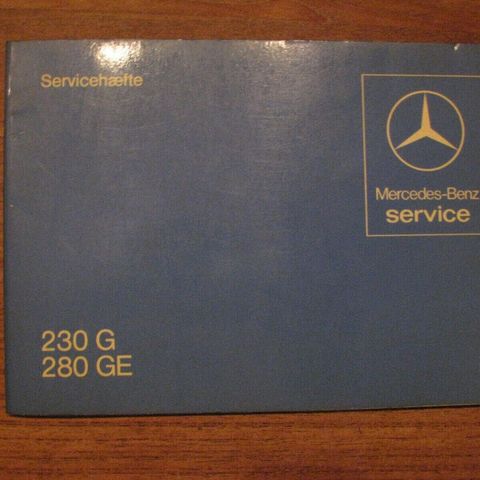 Servicehæfte
Mercedes-Benz
service
230 G
280 GE